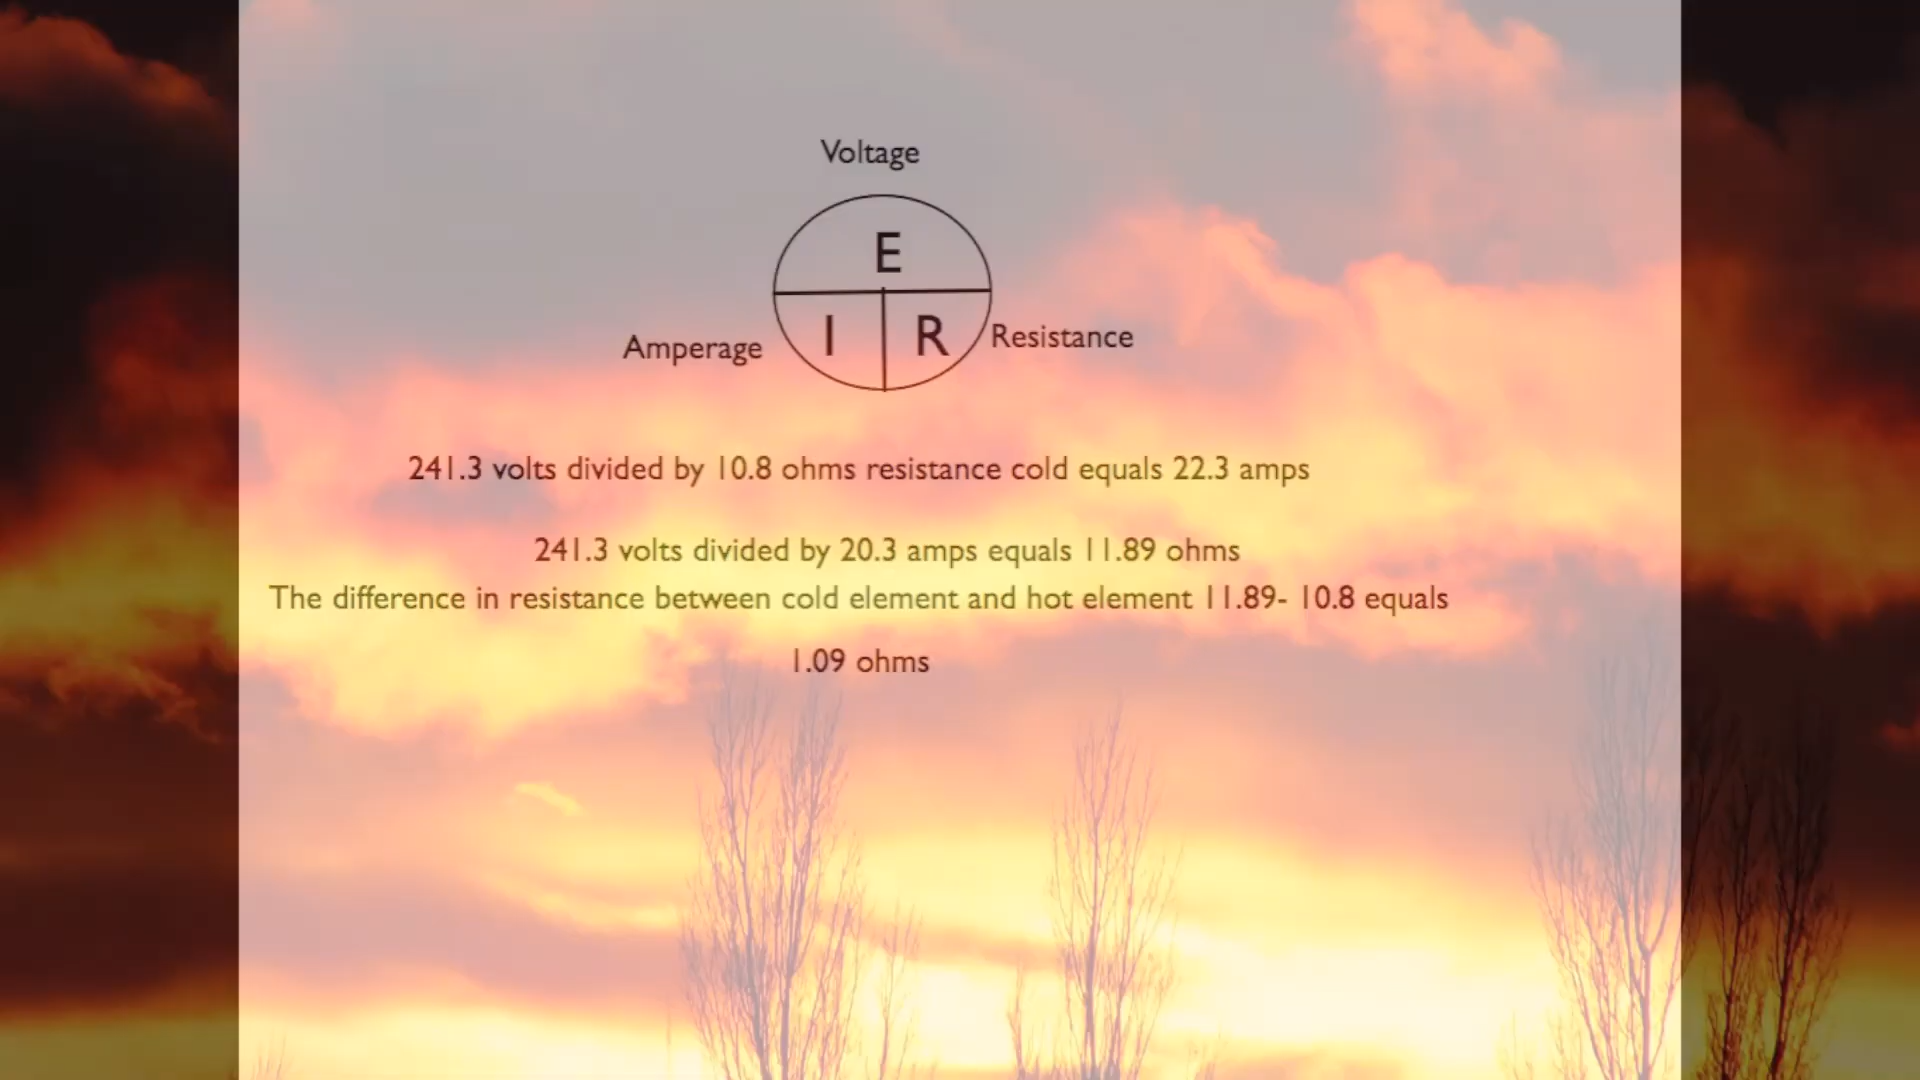 Voltage
E
Amperage
I
R
Resistance
241.3 volts divided by 10.8 ohms resistance cold equals 22.3 amps
241.3 volts divided by 20.3 amps equals 11.89 ohms
The difference in resistance between cold element and hot element 11.89- 10.8 equals
1.09 ohms